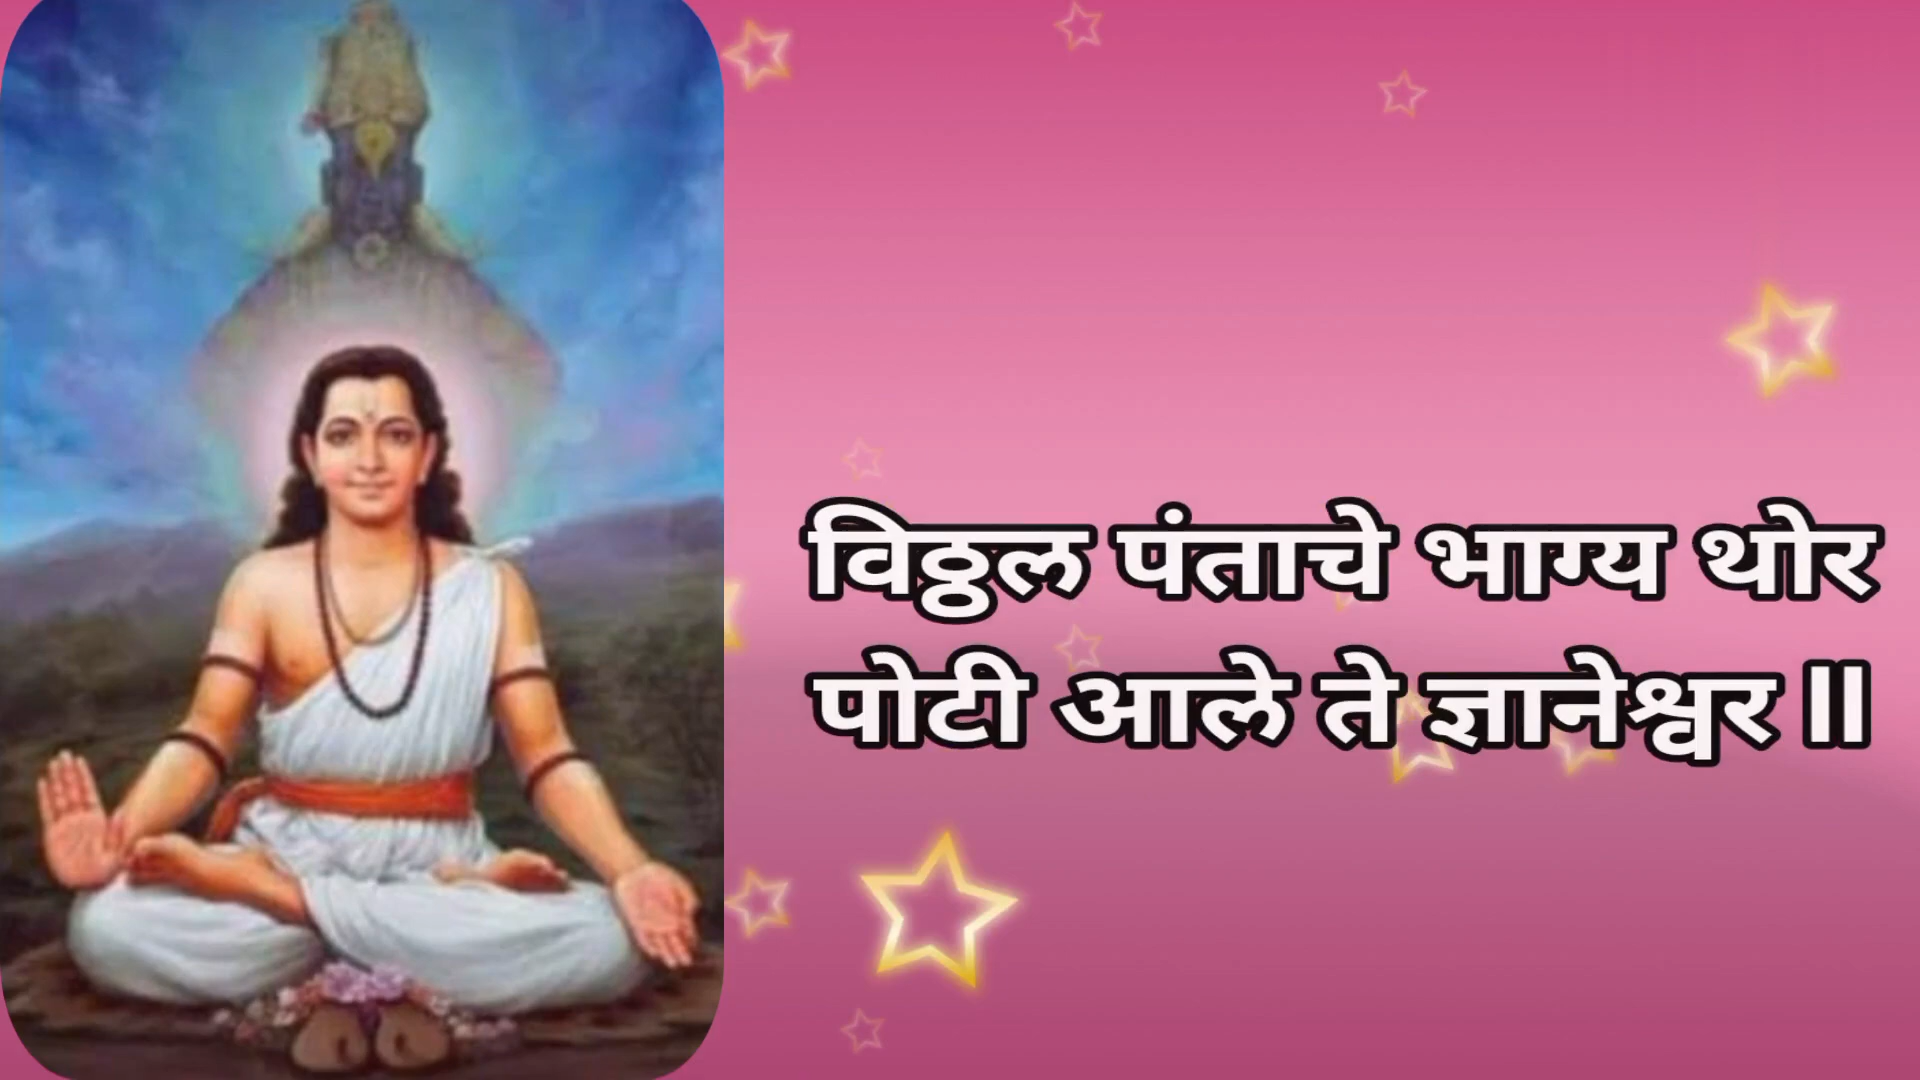 विठ्ठल पंताचे भाग्य थोर
पोटी आले ते ज्ञानेश्वर ॥